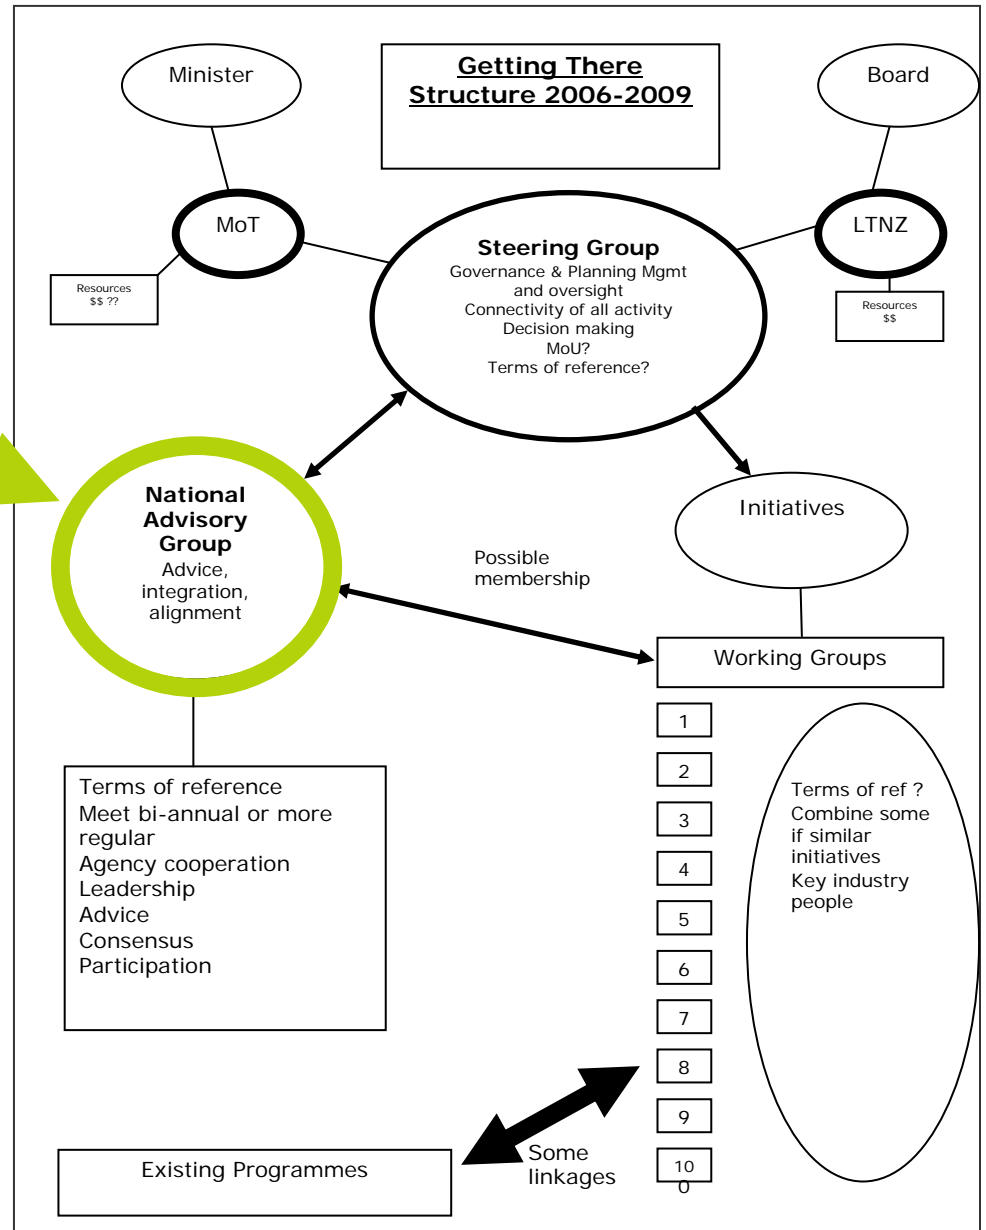 Minister
Getting There
Structure 2006-2009
Board
MoT
LTNZ
Steering Group
Governance & Planning Mgmt
and oversight
Connectivity of all activity
Decision making
MoU?
Terms of reference?
Resources
$$ ??
Resources
$$
National
Advisory
Group
Advice,
integration,
alignment
Initiatives
Possible
membership
Working Groups
1
2
3
4
5
6
7
8
9
10
0
Terms of ref ?
Combine some
if similar
initiatives
Key industry
people
Terms of reference
Meet bi-annual or more
regular
Agency cooperation
Leadership
Advice
Consensus
Participation
Existing Programmes
Some
linkages